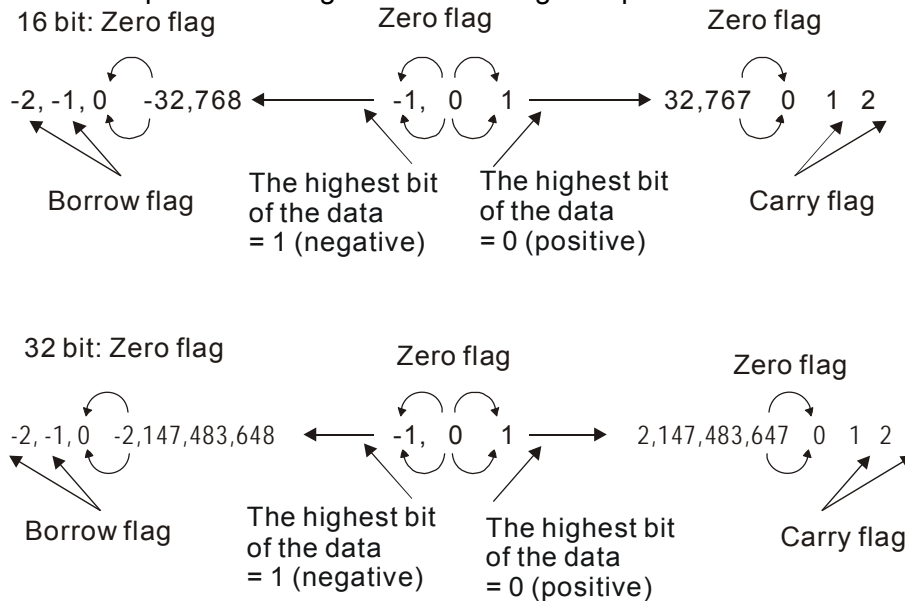 16 bit: Zero flag Zero flag Zero flag
-2, -1, 0 -32,768 -1, 0 1 32,767 0 1 2
Borrow flag
The highest bit
of the data
= 1 (negative)
The highest bit
of the data
= 0 (positive)
Carry flag
32 bit: Zero flag Zero flag Zero flag
-2, -1, 0 -2,147,483,648 -1, 0 1 2,147,483,647 0 1 2
Borrow flag
The highest bit
of the data
= 1 (negative)
The highest bit
of the data
= 0 (positive)
Carry flag